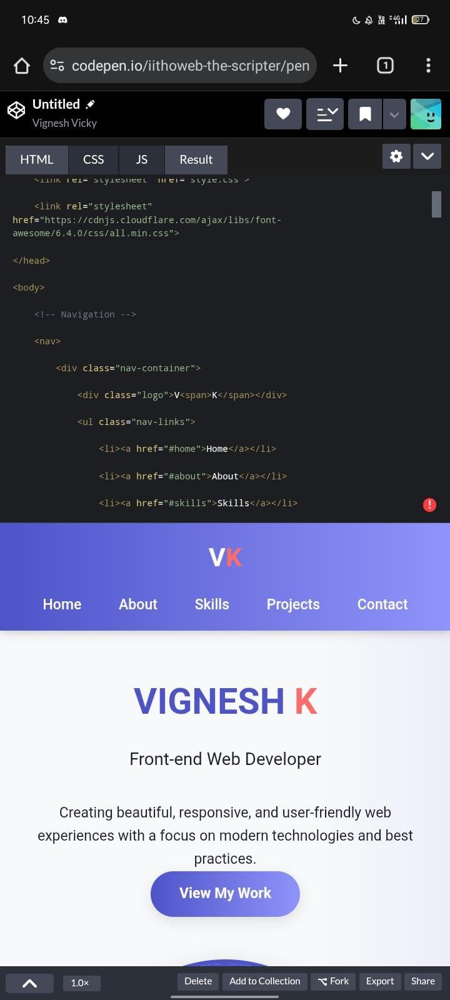 10:45
Vo LTE 4G 27
codepen.io/iithoweb-the-scripter/pen
1
Untitled
Vignesh Vicky
HTML CSS JS Result
<link rel="stylesheet" href="style.css">
<link rel="stylesheet"
href="https://cdnjs.cloudflare.com/ajax/libs/font-
awesome/6.4.0/css/all.min.css">
</head>
<body>
<!-- Navigation -->
<nav>
<div class="nav-container">
<div class="logo">V<span>K</span></div>
<ul class="nav-links">
<li><a href="#home">Home</a></li>
<li><a href="#about">About</a></li>
<li><a href="#skills">Skills</a></li>
VK
Home About Skills Projects Contact
VIGNESH K
Front-end Web Developer
Creating beautiful, responsive, and user-friendly web
experiences with a focus on modern technologies and best
practices.
View My Work
1.0× Delete Add to Collection Fork Export Share